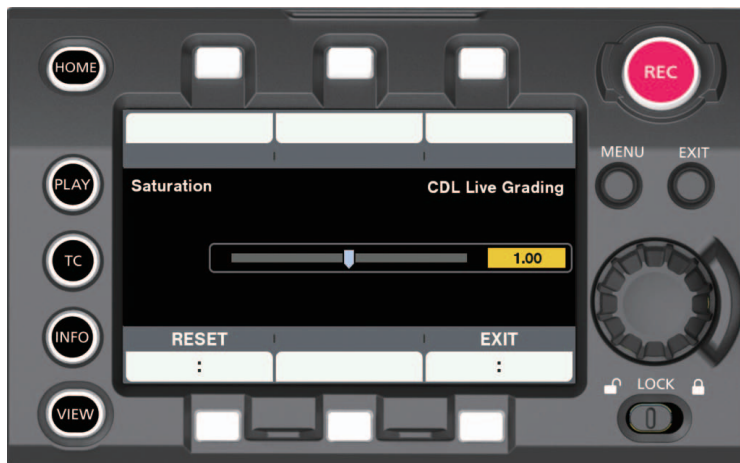 HOME
REC
MENU EXIT
PLAY
Saturation CDL Live Grading
TC
1.00
INFO
RESET EXIT
: :
LOCK
VIEW